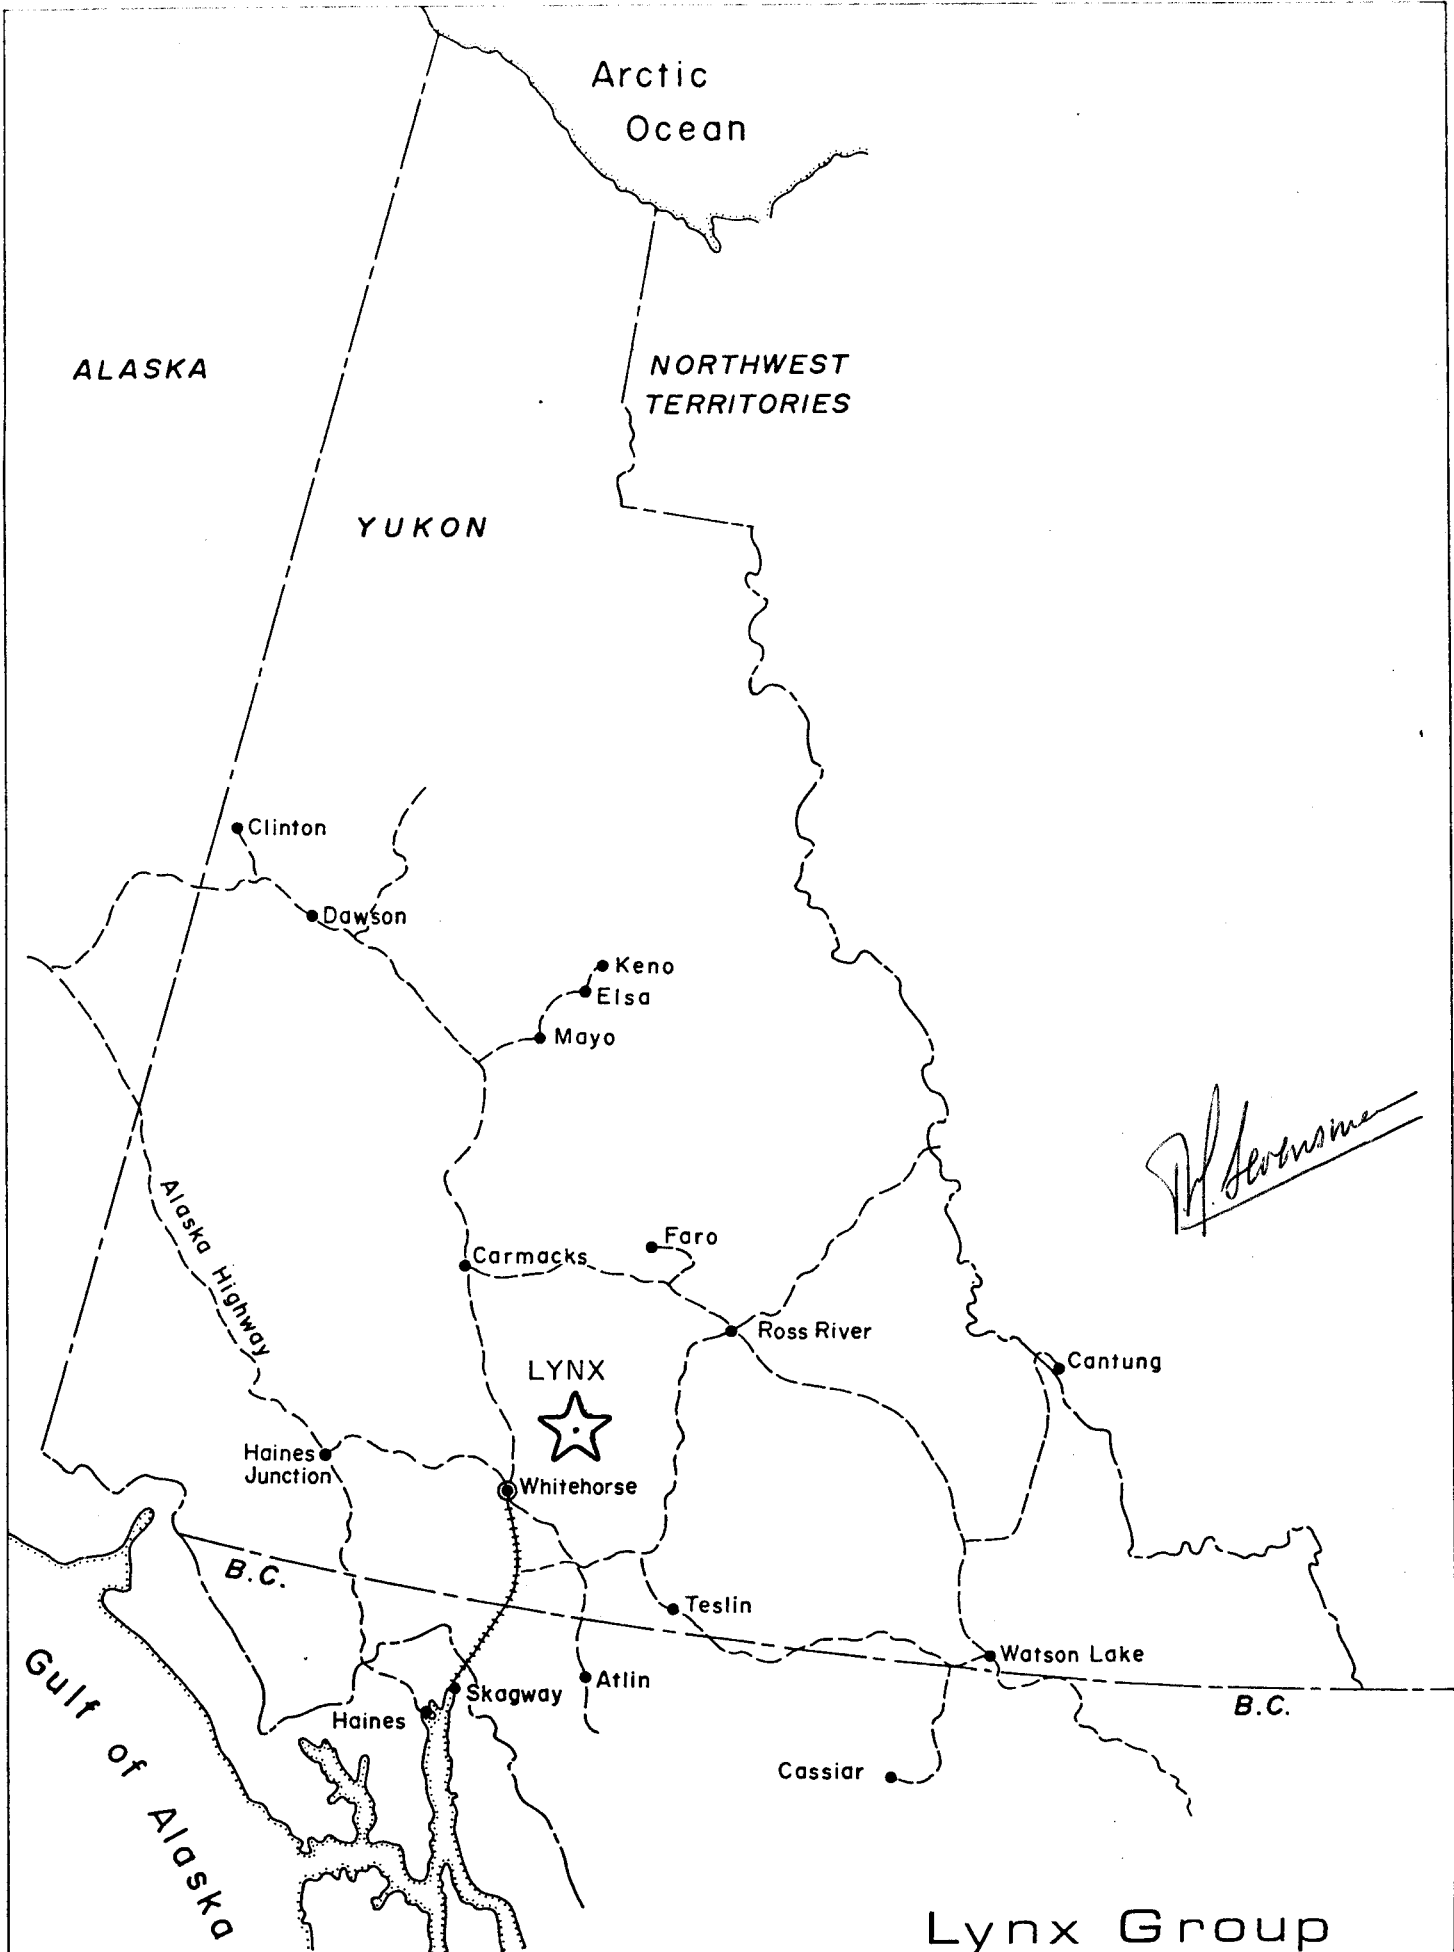 Arctic
Ocean
ALASKA
NORTHWEST
TERRITORIES
YUKON
Clinton
Dawson
Keno
Elsa
Mayo
Alaska Highway
Faro
Carmacks
Ross River
LYNX
Cantung
Haines
Junction
Whitehorse
B.C.
Teslin
Watson Lake
Atlin
Skagway
B.C.
Haines
Gulf of Alaska
Cassiar
Lynx Group